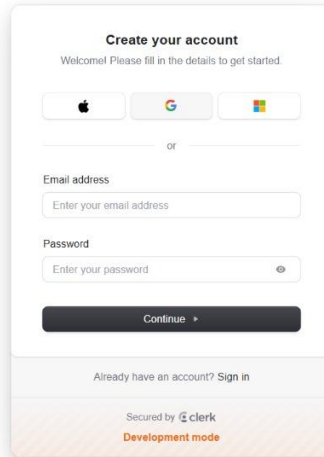 Create your account
Welcome! Please fill in the details to get started.
or
Email address
Enter your email address
Password
Enter your password
Continue
Already have an account? Sign in
Secured by clerk
Development mode